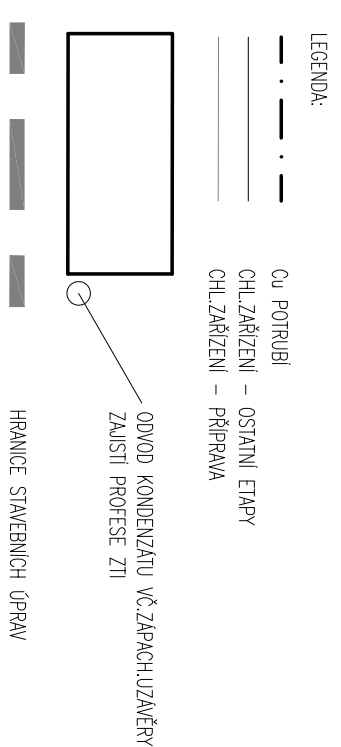 LEGENDA:
Cu POTRUBÍ
CHL.ZAŘÍZENÍ – OSTATNÍ ETAPY
CHL.ZAŘÍZENÍ – PŘÍPRAVA
ODVOD KONDENZÁTU VČ.ZÁPACH.UZÁVĚRY
ZAJISTÍ PROFESE ZTI
HRANICE STAVEBNÍCH ÚPRAV